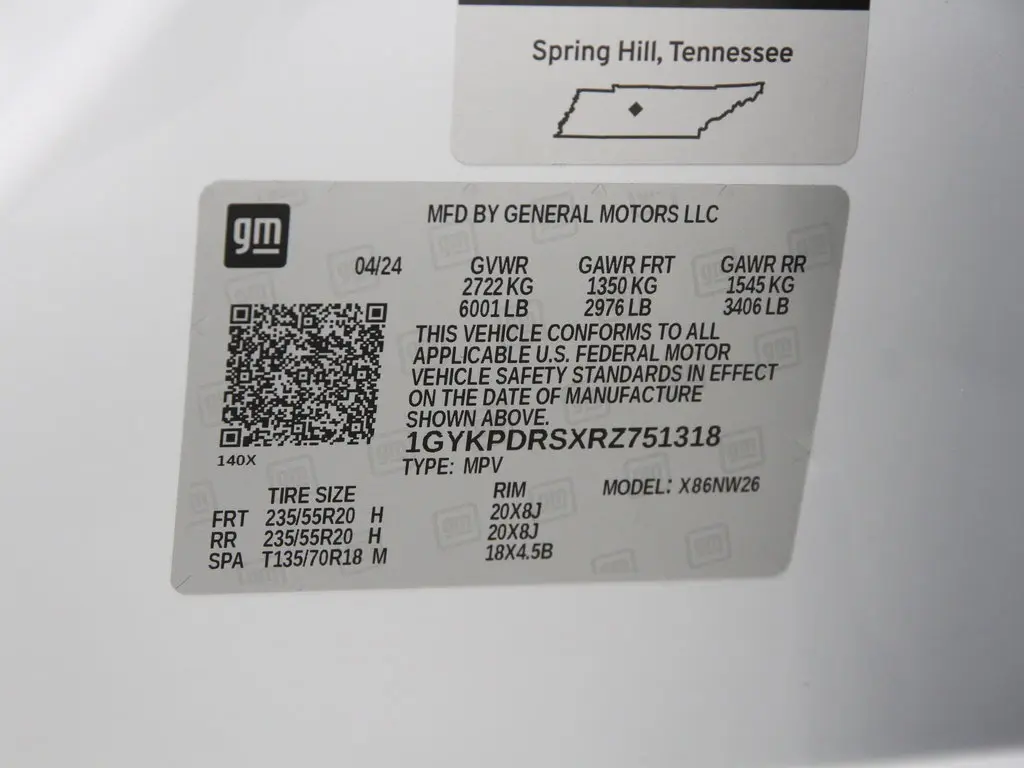 Spring Hill, Tennessee
gm
MFD BY GENERAL MOTORS LLC
04/24 GVWR GAWR FRT GAWR RR
2722 KG 1350 KG 1545 KG
6001 LB 2976 LB 3406 LB
THIS VEHICLE CONFORMS TO ALL
APPLICABLE U.S. FEDERAL MOTOR
VEHICLE SAFETY STANDARDS IN EFFECT
ON THE DATE OF MANUFACTURE
SHOWN ABOVE.
1GYKPDRSXRZ751318
140X
TYPE: MPV
TIRE SIZE RIM MODEL: X86NW26
FRT 235/55R20 H 20X8J
RR 235/55R20 H 20X8J
SPA T135/70R18 M 18X4.5B